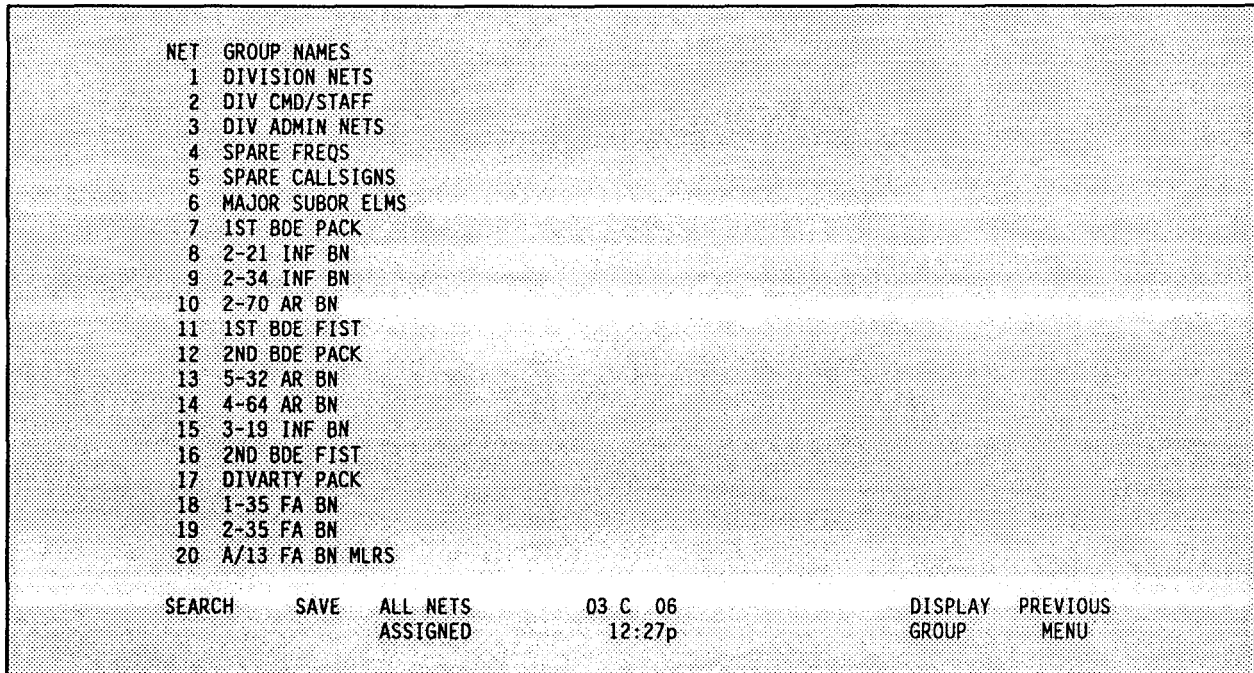 NET GROUP NAMES
1 DIVISION NETS
2 DIV CMD/STAFF
3 DIV ADMIN NETS
4 SPARE FREQS
5 SPARE CALLSIGNS
6 MAJOR SUBOR ELMS
7 1ST BDE PACK
8 2-21 INF BN
9 2-34 INF BN
10 2-70 AR BN
11 1ST BDE FIST
12 2ND BDE PACK
13 5-32 AR BN
14 4-64 AR BN
15 3-19 INF BN
16 2ND BDE FIST
17 DIVARTY PACK
18 1-35 FA BN
19 2-35 FA BN
20 A/13 FA BN MLRS
SEARCH SAVE ALL NETS 03 C 06 DISPLAY PREVIOUS
ASSIGNED 12:27p GROUP MENU